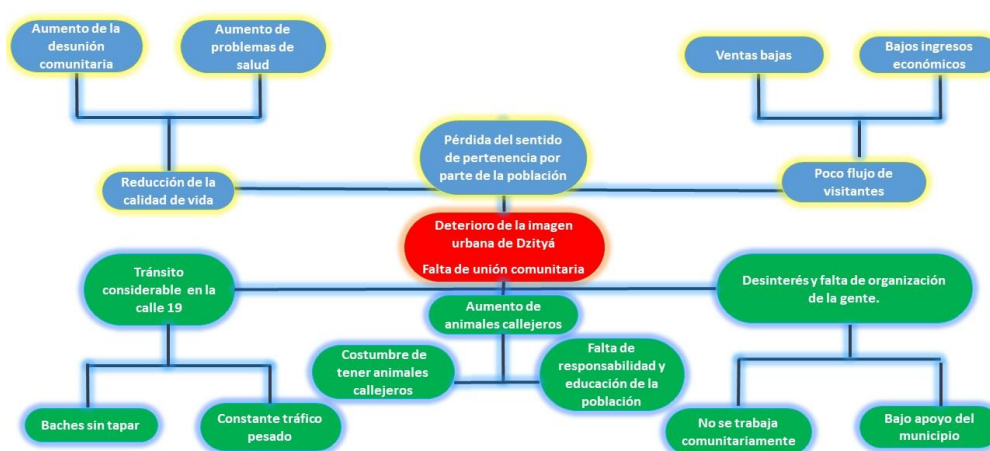 Aumento de la
desunión
comunitaria
Aumento de
problemas de
salud
Ventas bajas
Bajos ingresos
económicos
Reducción de la
calidad de vida
Pérdida del sentido
de pertenencia por
parte de la población
Poco flujo de
visitantes
Deterioro de la imagen
urbana de Dzityá
Falta de unión comunitaria
Tránsito
considerable en la
calle 19
Aumento de
animales callejeros
Desinterés y falta de organización
de la gente.
Costumbre de
tener animales
callejeros
Falta de
responsabilidad y
educación de la
población
Baches sin tapar
Constante tráfico
pesado
No se trabaja
comunitariamente
Bajo apoyo del
municipio